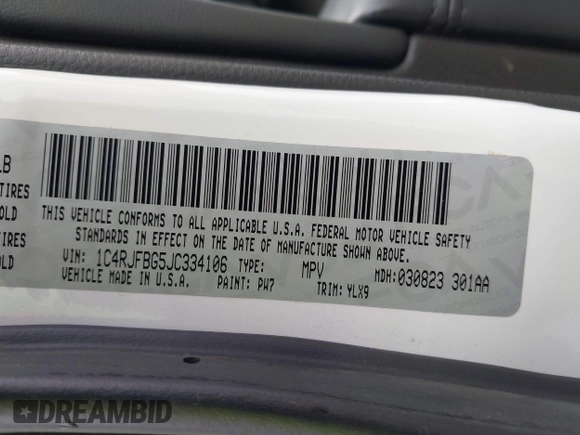 LB
TIRES
OLD
TIRES
OLD
THIS VEHICLE CONFORMS TO ALL APPLICABLE U.S.A. FEDERAL MOTOR VEHICLE SAFETY
STANDARDS IN EFFECT ON THE DATE OF MANUFACTURE SHOWN ABOVE.
VIN: 1C4RJFBG5JC334106 TYPE: MPV MDH:030823 301AA
VEHICLE MADE IN U.S.A. PAINT: PW7 TRIM: YLX9
DREAMBID